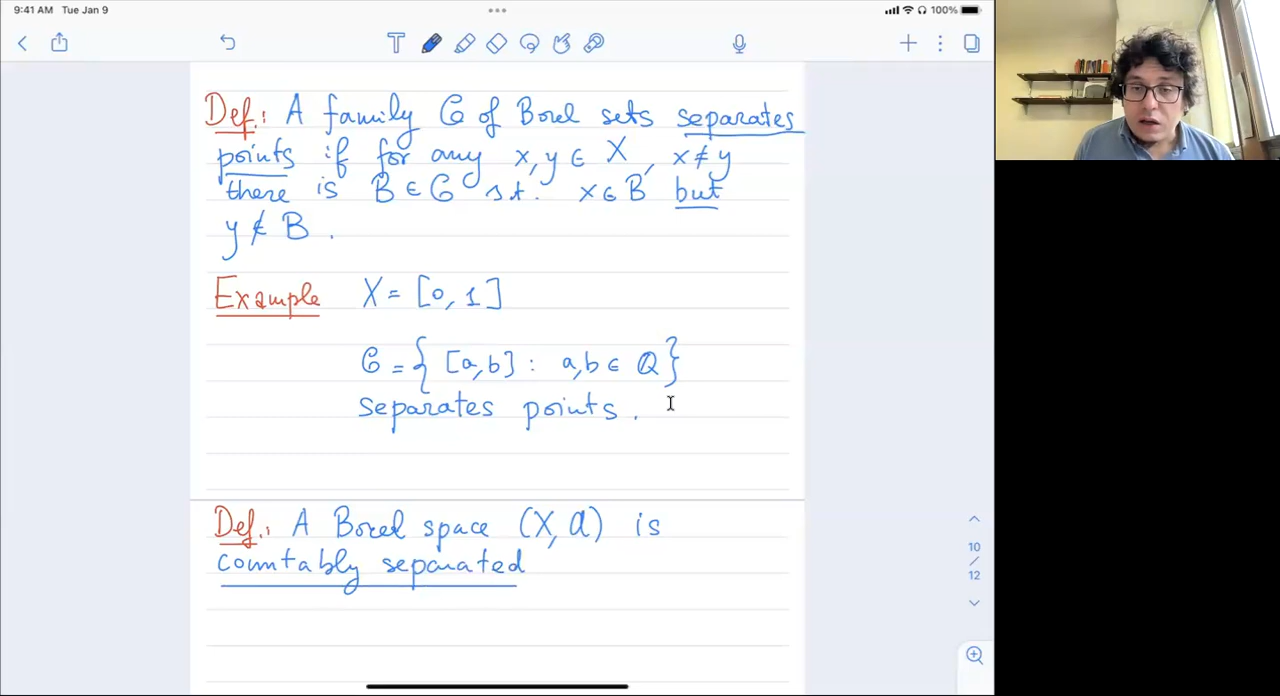 9:41 AM Tue Jan 9
100%
Def.: A family G of Borel sets separates
points if for any x, y ∈ X, x ≠ y
there is B ∈ G s.t. x ∈ B but
y ∉ B.
Example X = [0, 1]
G = { [a, b] : a, b ∈ Q }
separates points.
Def.: A Borel space (X, a) is
countably separated
10
/
12